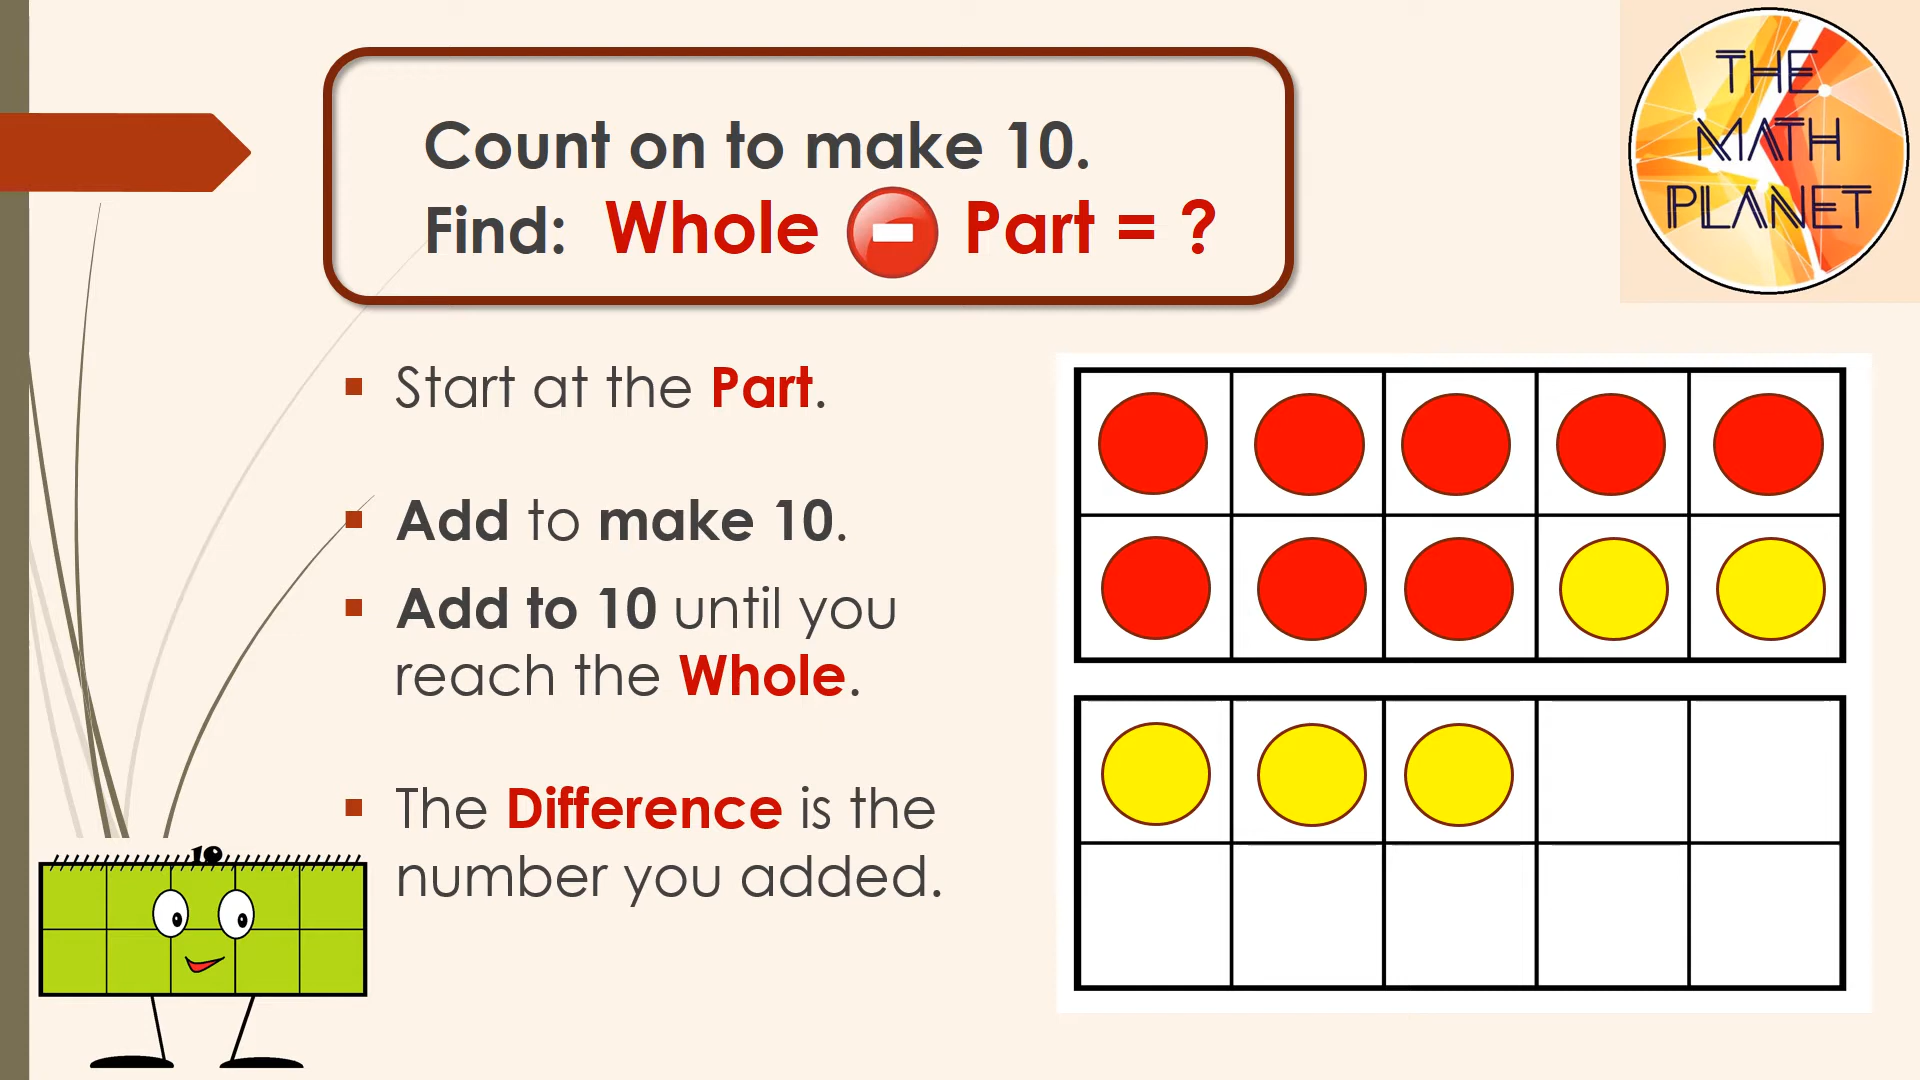 Count on to make 10.
Find: Whole - Part = ?
THE
MATH
PLANET
Start at the Part.
Add to make 10.
Add to 10 until you
reach the Whole.
The Difference is the
number you added.